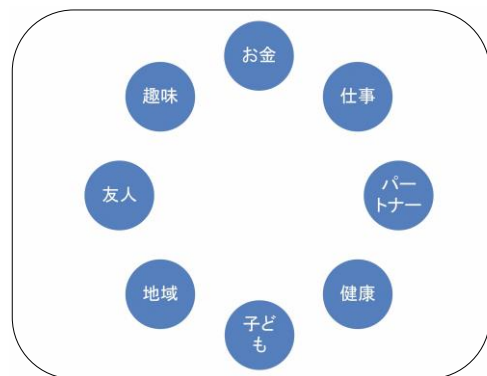 お金
仕事
パー
トナー
健康
子ど
も
地域
友人
趣味